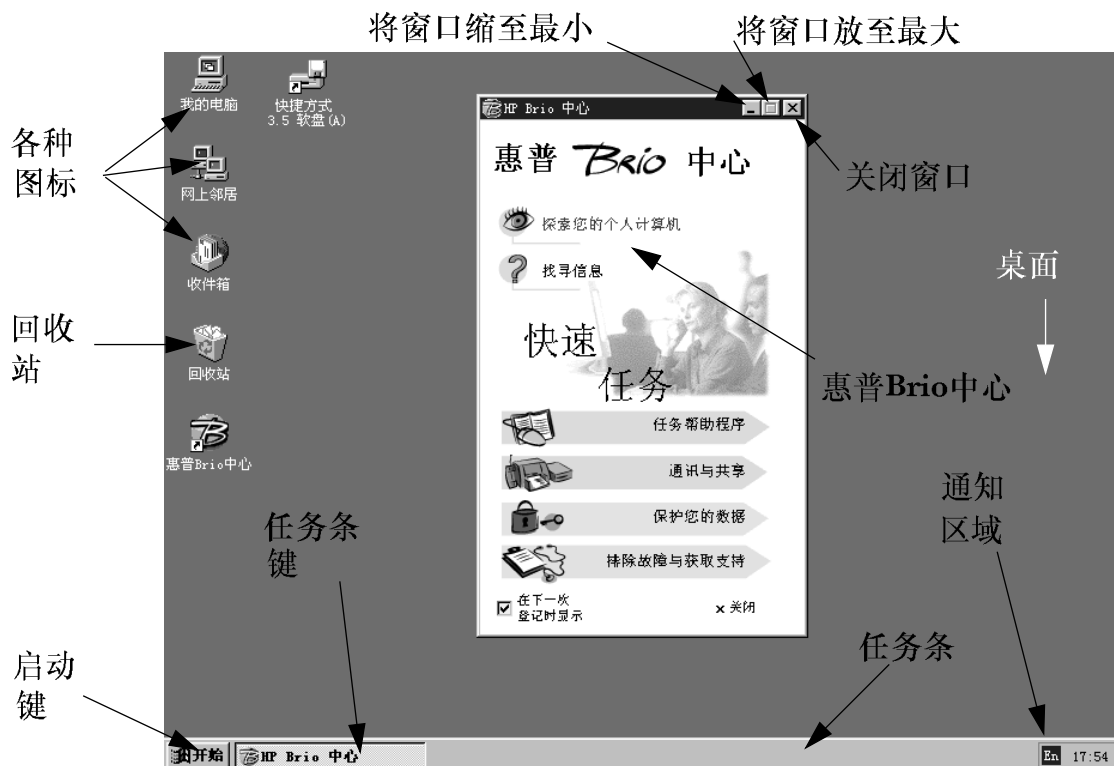 将窗口缩至最小
将窗口放至最大
我的电脑
快捷方式
3.5 软盘(A)
HP Brio 中心
各种
图标
惠普 Brio 中心
关闭窗口
网上邻居
探索您的个人计算机
找寻信息
收件箱
桌面
回收
站
快速
任务
回收站
惠普Brio中心
任务帮助程序
惠普Brio中心
通讯与共享
通知
区域
任务条
键
保护您的数据
排除故障与获取支持
在下一次
登记时显示
× 关闭
任务条
启动
键
开始
HP Brio 中心
En 17:54